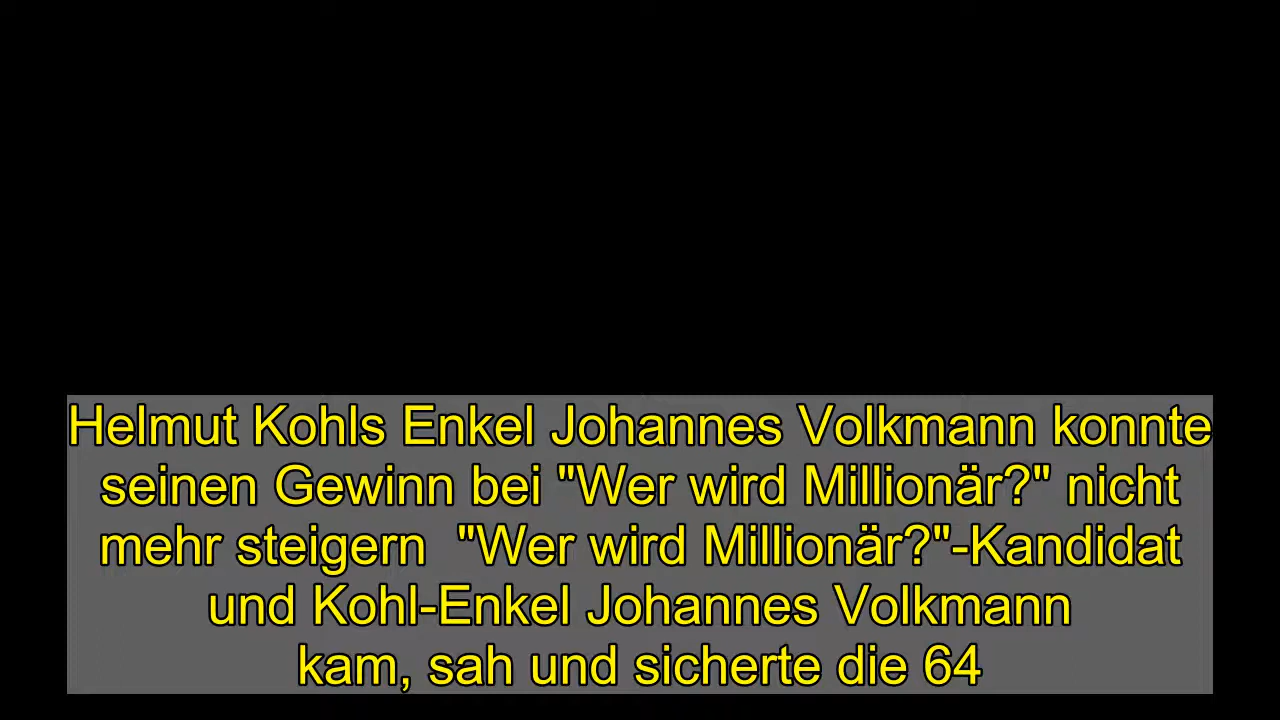 Helmut Kohls Enkel Johannes Volkmann konnte
seinen Gewinn bei "Wer wird Millionär?" nicht
mehr steigern  "Wer wird Millionär?"-Kandidat
und Kohl-Enkel Johannes Volkmann
kam, sah und sicherte die 64